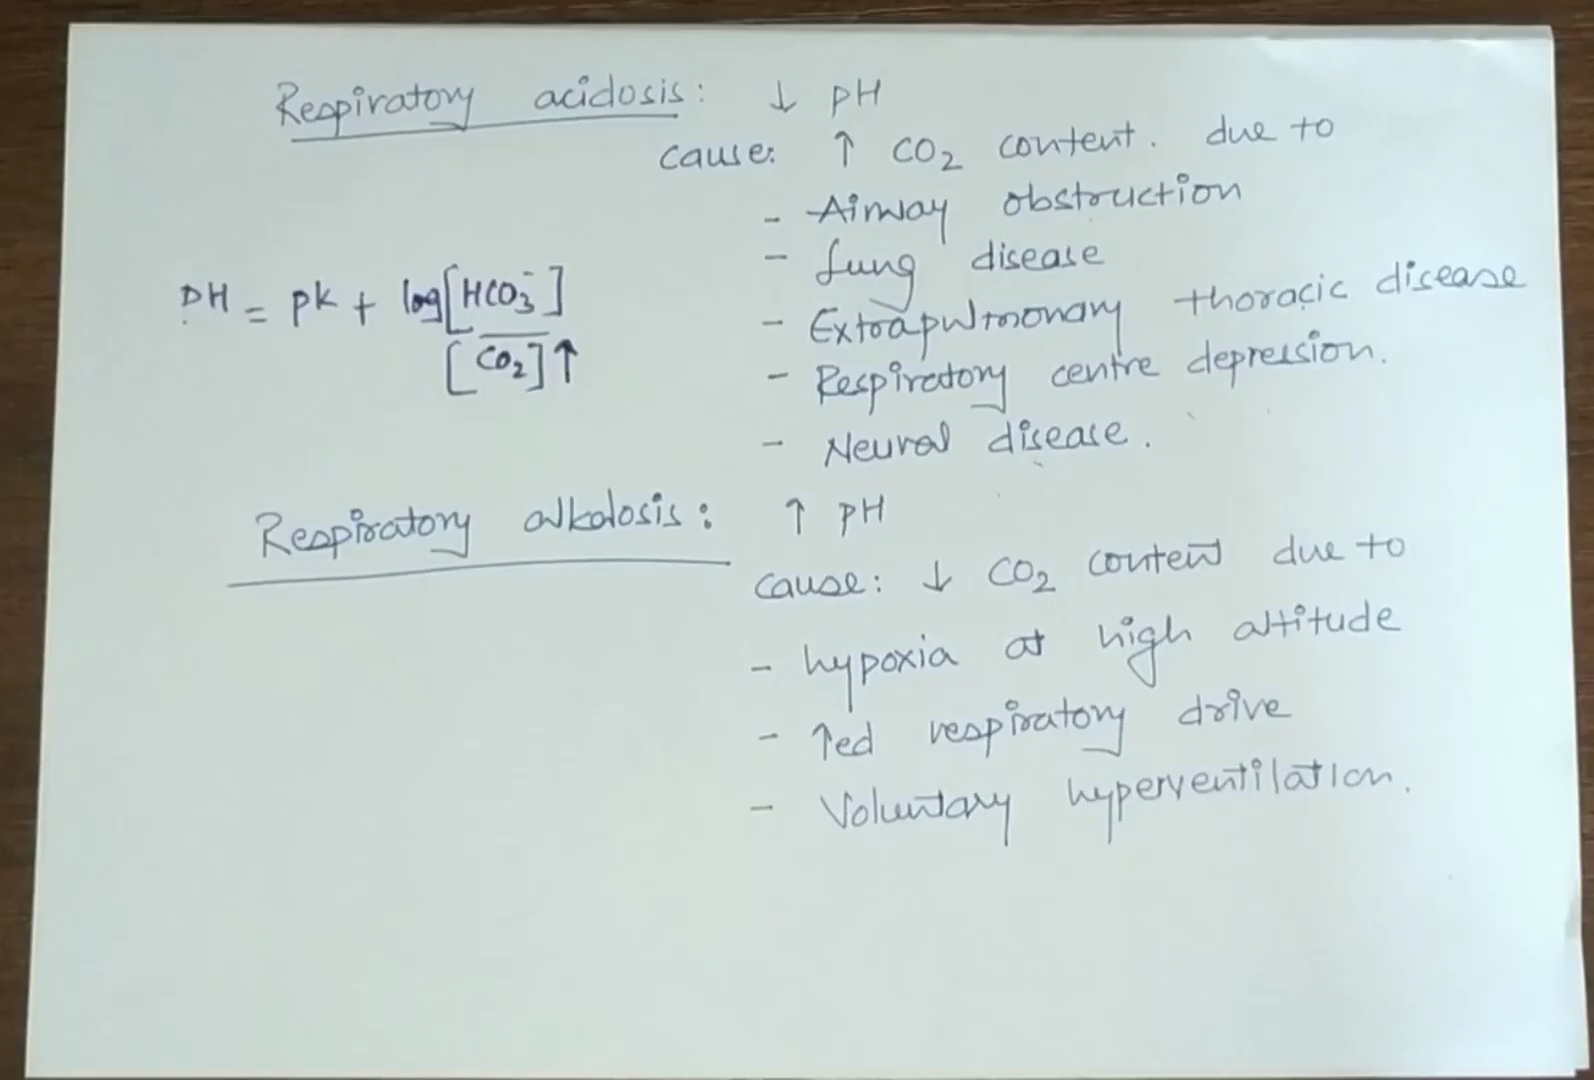 Respiratory acidosis: ↓ pH
cause: ↑ CO₂ content. due to
- Airway obstruction
- Lung disease
- Extrapulmonary thoracic disease
- Respiratory centre depression.
- Neural disease.
pH = pK + log[HCO₃⁻]
[CO₂]↑
Respiratory alkalosis: ↑ pH
cause: ↓ CO₂ content due to
- hypoxia at high altitude
- ↑ed respiratory drive
- Voluntary hyperventilation.